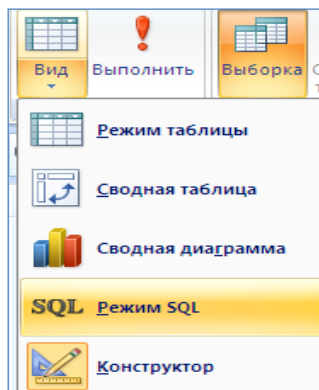 Вид Выполнить Выборка
Режим таблицы
Сводная таблица
Сводная диаграмма
SQL Режим SQL
Конструктор